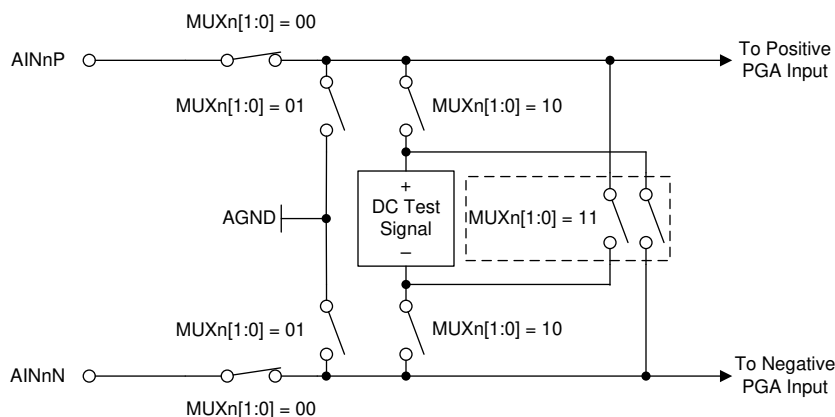 MUXn[1:0] = 00
AINnP
To Positive
PGA Input
MUXn[1:0] = 01
MUXn[1:0] = 10
+
DC Test
Signal
–
AGND
MUXn[1:0] = 11
MUXn[1:0] = 01
MUXn[1:0] = 10
AINnN
To Negative
PGA Input
MUXn[1:0] = 00